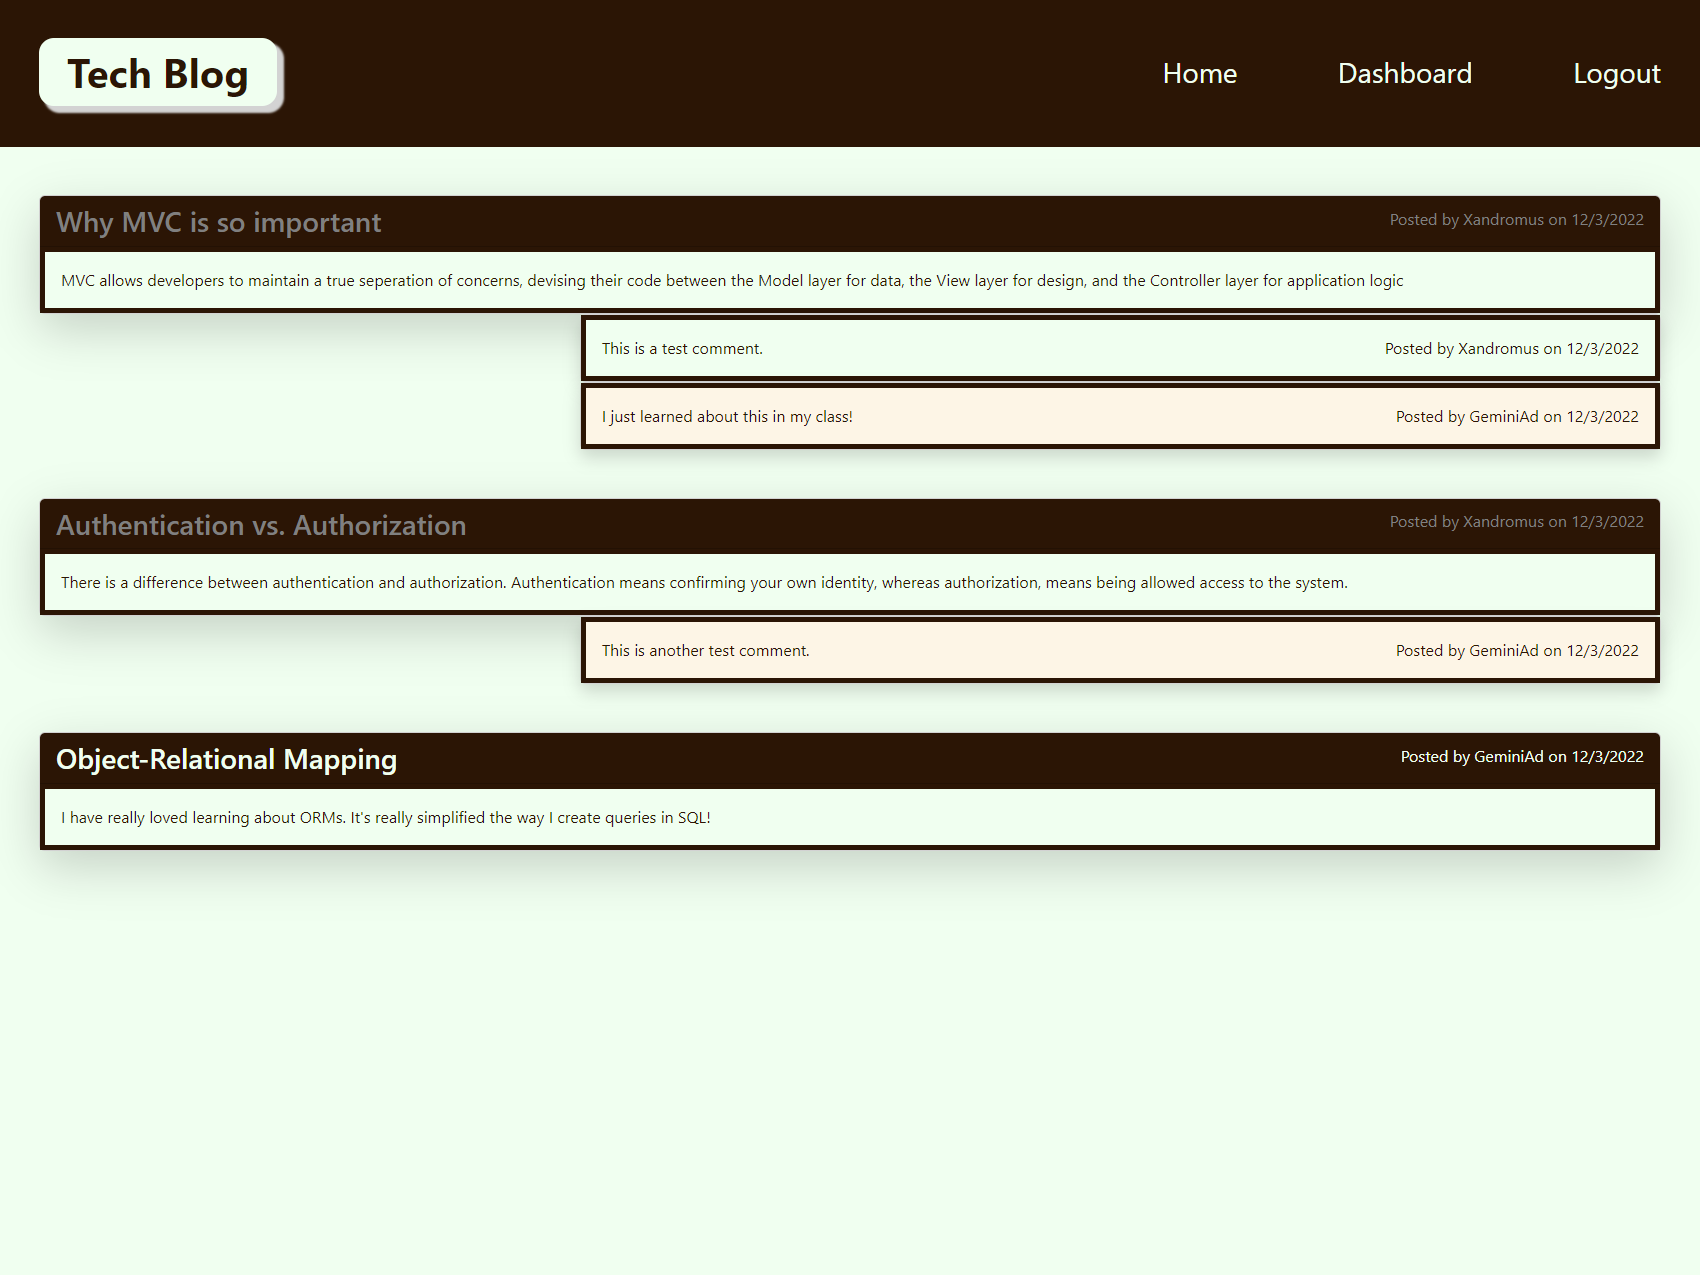 Tech Blog
Home Dashboard Logout
Why MVC is so important Posted by Xandromus on 12/3/2022
MVC allows developers to maintain a true seperation of concerns, devising their code between the Model layer for data, the View layer for design, and the Controller layer for application logic
This is a test comment. Posted by Xandromus on 12/3/2022
I just learned about this in my class! Posted by GeminiAd on 12/3/2022
Authentication vs. Authorization Posted by Xandromus on 12/3/2022
There is a difference between authentication and authorization. Authentication means confirming your own identity, whereas authorization, means being allowed access to the system.
This is another test comment. Posted by GeminiAd on 12/3/2022
Object-Relational Mapping Posted by GeminiAd on 12/3/2022
I have really loved learning about ORMs. It's really simplified the way I create queries in SQL!